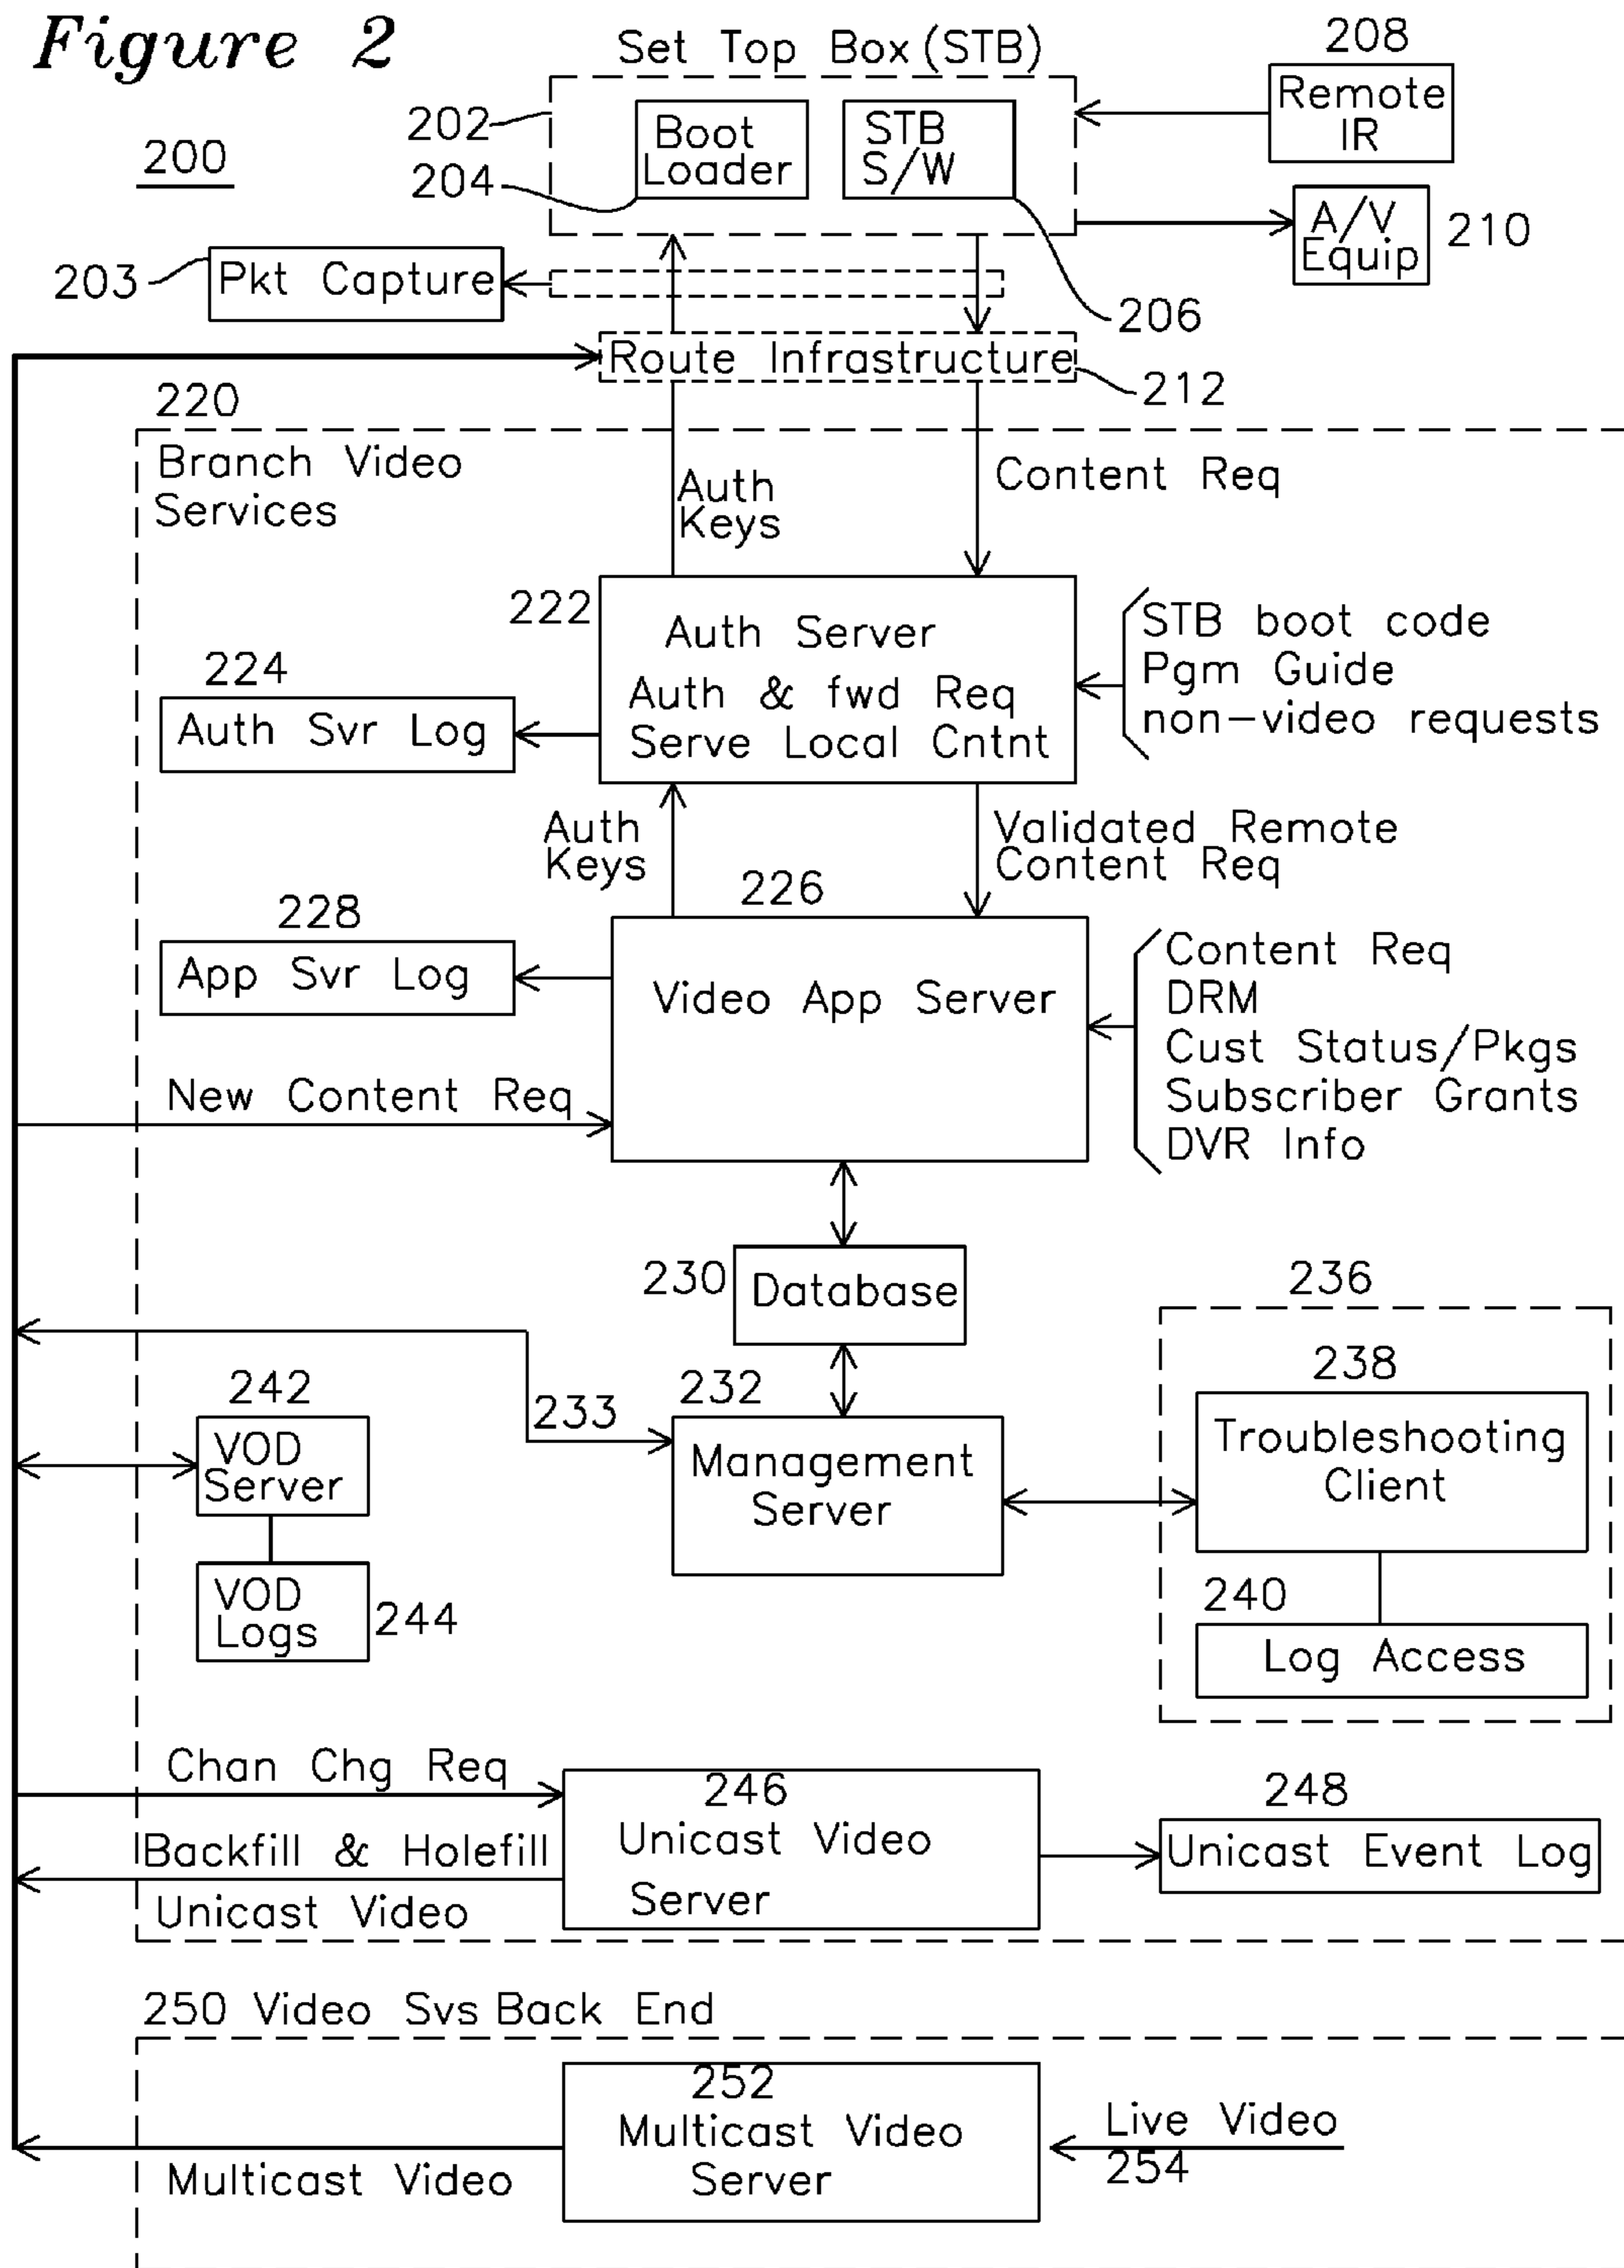 Figure 2
Set Top Box (STB)
208
Remote
IR
202
Boot
Loader
STB
S/W
200
204
A/V
Equip
210
203
Pkt Capture
206
Route Infrastructure
212
220
Branch Video
Services
Auth
Keys
Content Req
222
Auth Server
Auth & fwd Req
Serve Local Cntnt
STB boot code
Pgm Guide
non-video requests
224
Auth Svr Log
Auth
Keys
Validated Remote
Content Req
226
228
App Svr Log
Video App Server
Content Req
DRM
Cust Status/Pkgs
Subscriber Grants
DVR Info
New Content Req
230
Database
236
238
Troubleshooting
Client
232
233
Management
Server
242
VOD
Server
VOD
Logs
244
240
Log Access
Chan Chg Req
246
Unicast Video
Server
248
Unicast Event Log
Backfill & Holefill
Unicast Video
250 Video Svs Back End
252
Multicast Video
Server
Live Video
254
Multicast Video